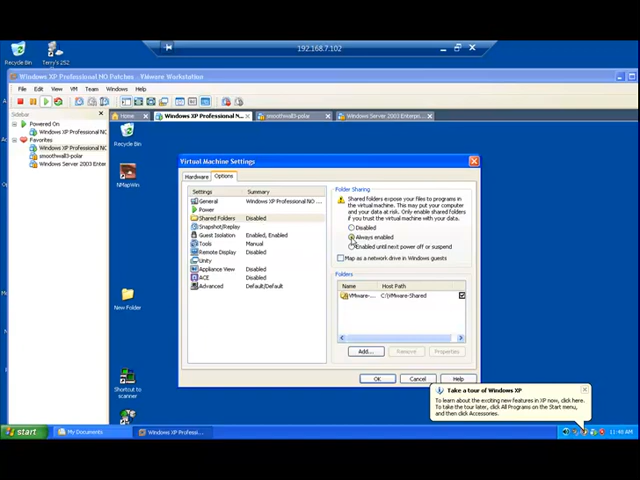 192.168.7.102
Recycle Bin
Terry's 252
Windows XP Professional NO Patches - VMware Workstation
File Edit View VM Team Windows Help
Sidebar
Home
Windows XP Professional N...
smoothwall3-polar
Windows Server 2003 Enterpo...
Powered On
Windows XP Professional NO
Favorites
Windows XP Professional NO
smoothwall3-polar
Windows Server 2003 Enter
Recycle Bin
NMapWin
New Folder
Shortcut to
scanner
Virtual Machine Settings
Hardware Options
Settings Summary
General Windows XP Professional NO...
Power
Shared Folders Disabled
Snapshot/Replay
Guest Isolation Enabled, Enabled
Tools Manual
Remote Display Disabled
Unity
Appliance View Disabled
ACE Disabled
Advanced Default/Default
Folder Sharing
Shared folders expose your files to programs in
the virtual machine. This may put your computer
and your data at risk. Only enable shared folders
if you trust the virtual machine with your data.
Disabled
Always enabled
Enabled until next power off or suspend
Map as a network drive in Windows guests
Folders
Name Host Path
VMware-... C:\VMware-Shared
Add... Remove Properties
OK Cancel Help
Take a tour of Windows XP
To learn about the exciting new features in XP now, click here.
To take the tour later, click All Programs on the Start menu,
and then click Accessories.
start
My Documents
Windows XP Professi...
11:40 AM